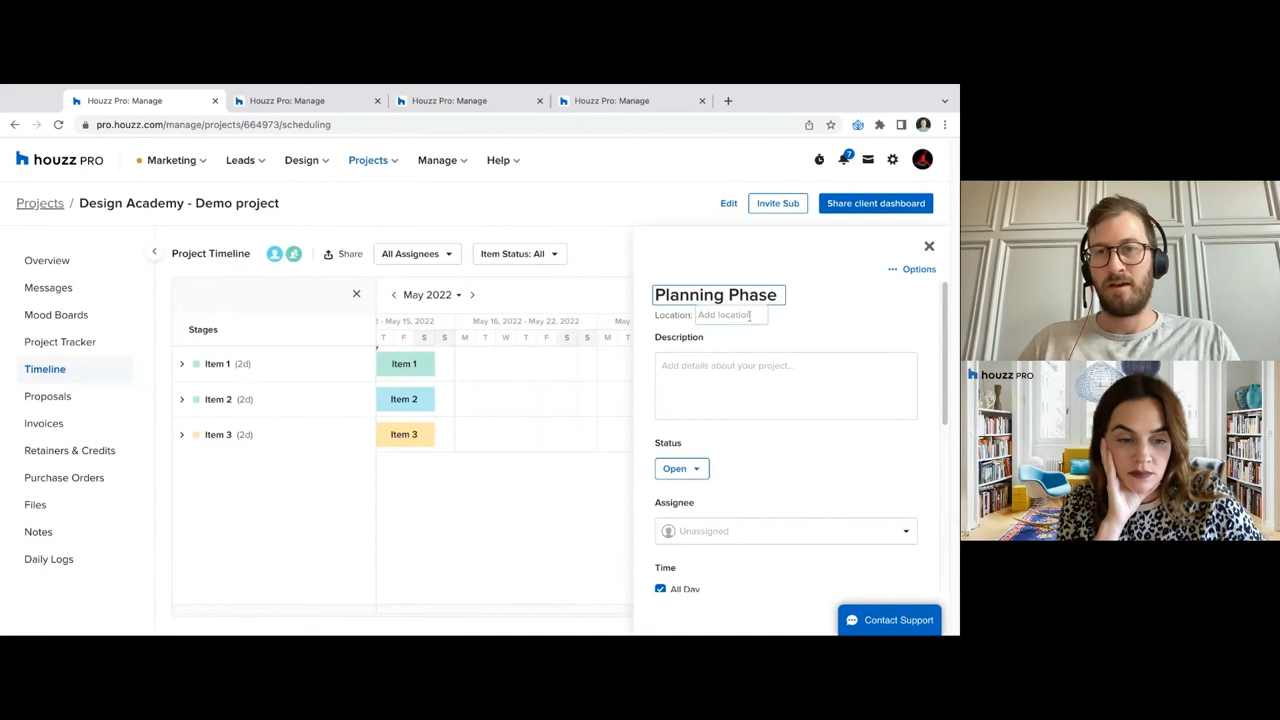 Houzz Pro: Manage
Houzz Pro: Manage
Houzz Pro: Manage
Houzz Pro: Manage
pro.houzz.com/manage/projects/664973/scheduling
houzz PRO
Marketing
Leads
Design
Projects
Manage
Help
7
Projects / Design Academy - Demo project
Edit
Invite Sub
Share client dashboard
Overview
Messages
Mood Boards
Project Tracker
Timeline
Proposals
Invoices
Retainers & Credits
Purchase Orders
Files
Notes
Daily Logs
Project Timeline
Share
All Assignees
Item Status: All
May 2022
- May 15, 2022
May 16, 2022 - May 22, 2022
T F S S M T W T F S S M T
Stages
Item 1 (2d)
Item 1
Item 2 (2d)
Item 2
Item 3 (2d)
Item 3
Options
Planning Phase
Location: Add location
Description
Add details about your project...
Status
Open
Assignee
Unassigned
Time
All Day
Contact Support
houzz PRO